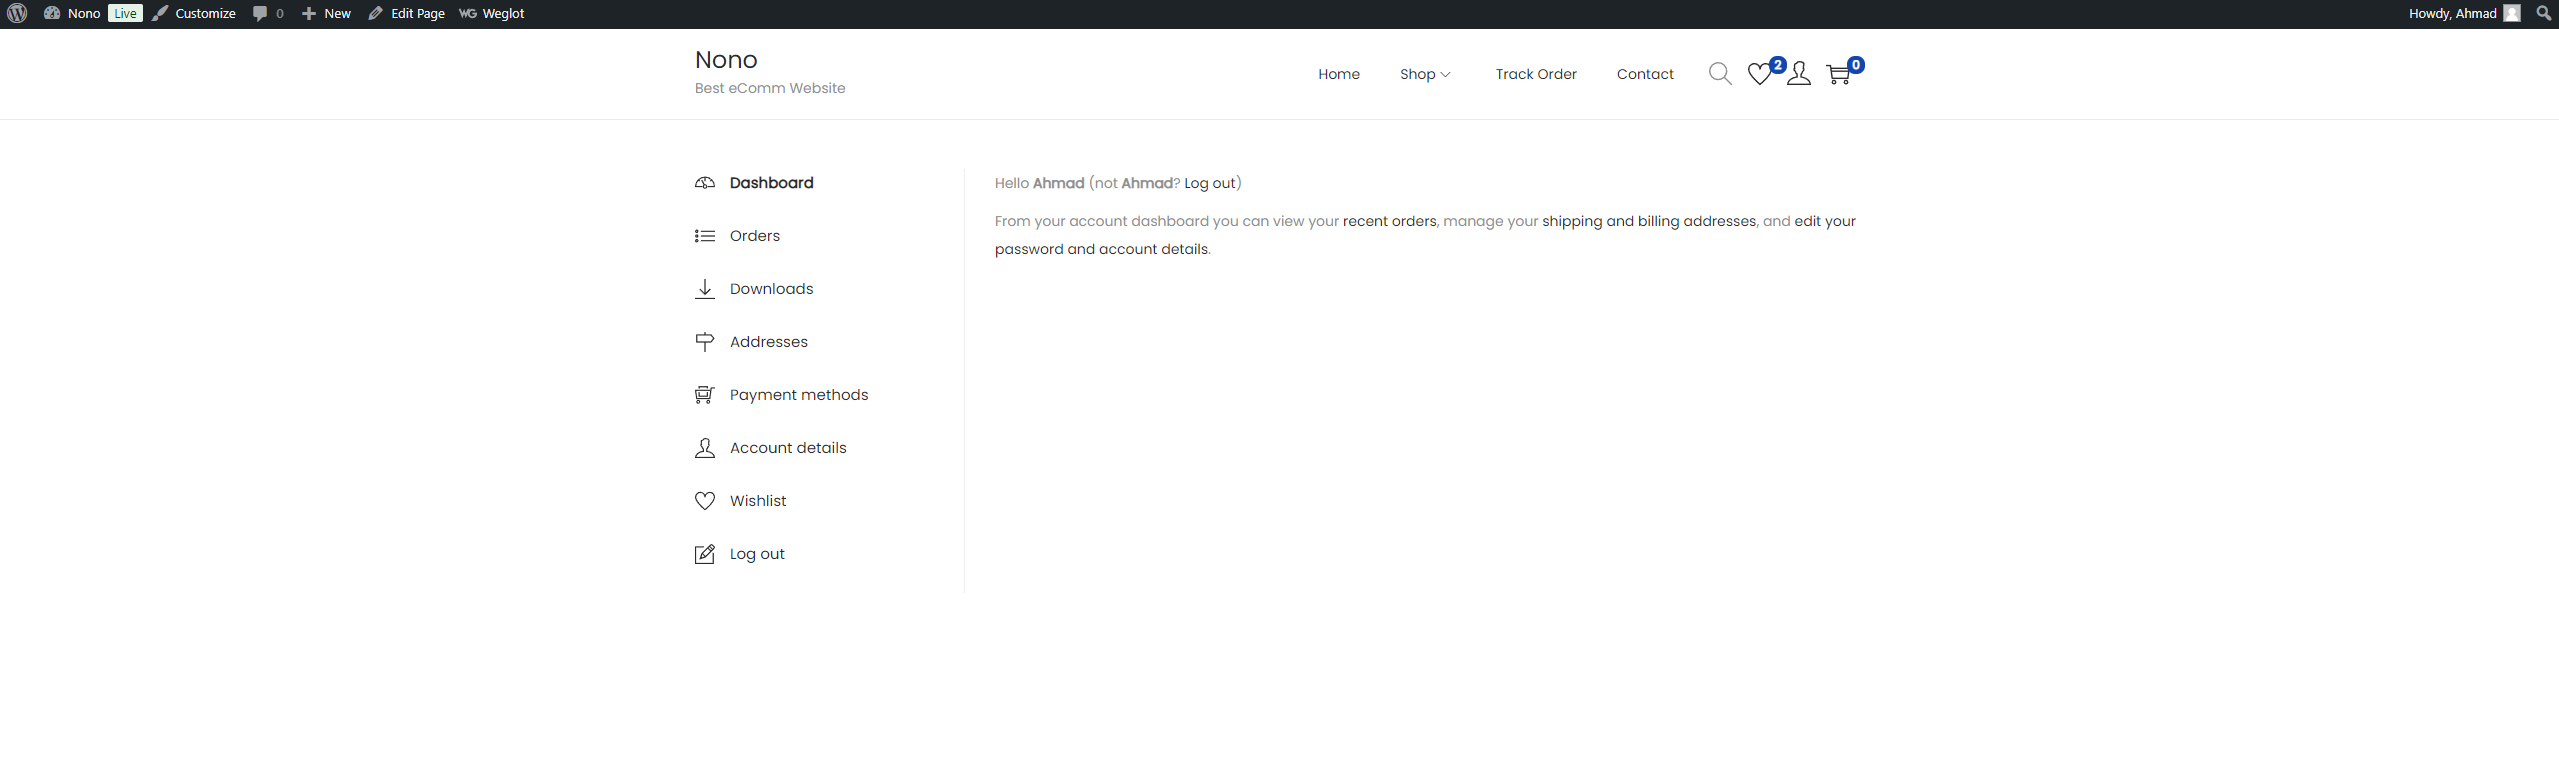 Nono Live Customize 0 New Edit Page WG Weglot Howdy, Ahmad
Nono
Best eComm Website
Home Shop Track Order Contact 2 0
Dashboard
Orders
Downloads
Addresses
Payment methods
Account details
Wishlist
Log out
Hello Ahmad (not Ahmad? Log out)
From your account dashboard you can view your recent orders, manage your shipping and billing addresses, and edit your
password and account details.